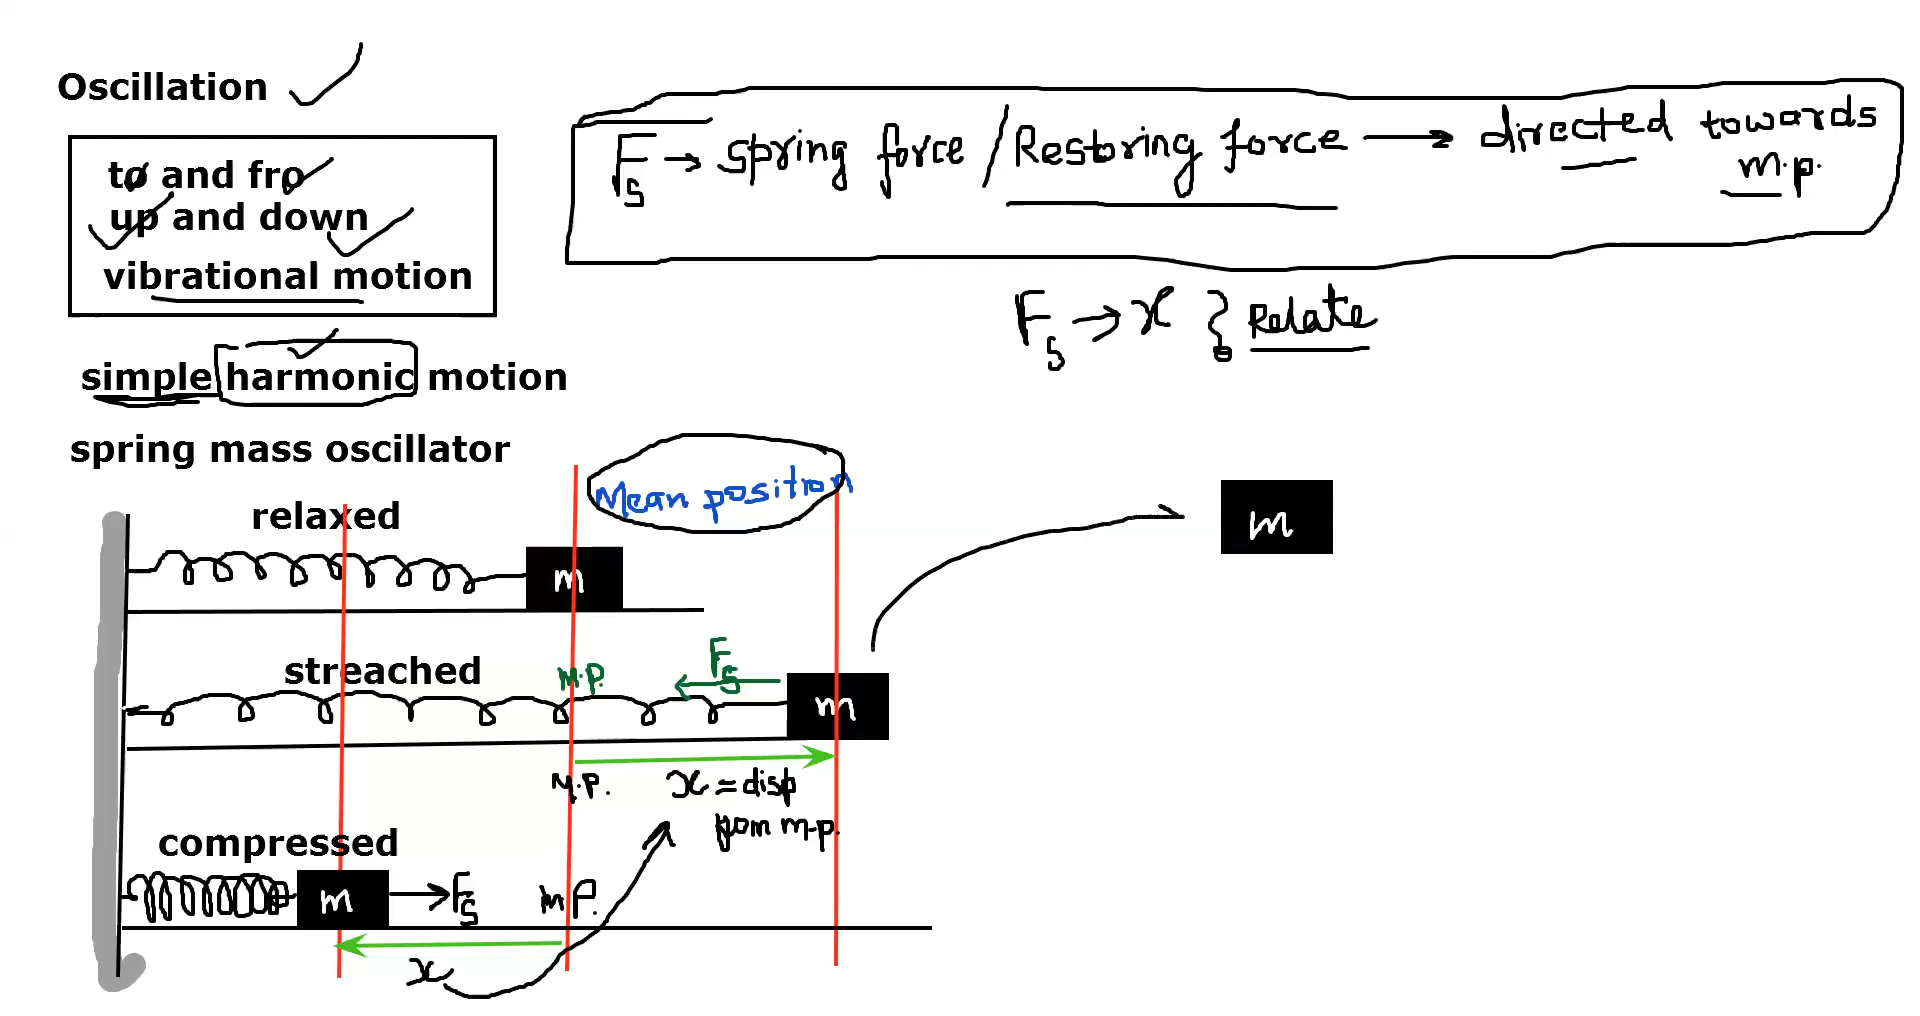 Oscillation
to and fro
up and down
vibrational motion
simple harmonic motion
spring mass oscillator
Fs → spring force / Restoring force → directed towards
m.p.
Fs → x } Relate
Mean position
relaxed
m
m
streached
M.P.
Fs
m
M.P.
x = disp
from m.p.
compressed
m
Fs
M P.
x